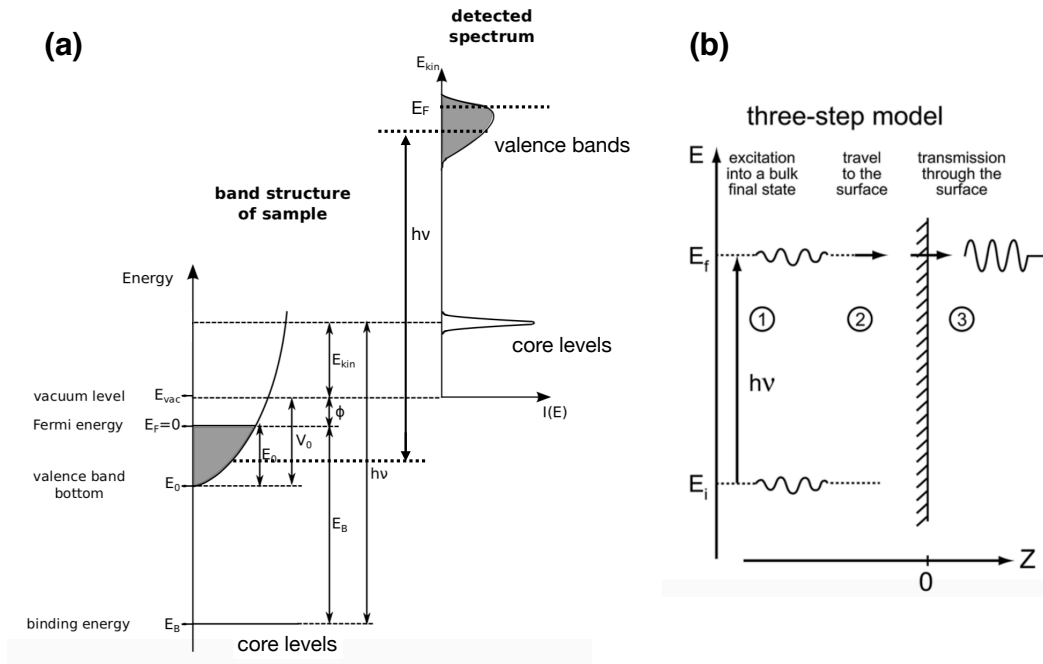 (a)
detected
spectrum
E_kin
E_F
valence bands
band structure
of sample
hν
Energy
core levels
E_kin
vacuum level E_vac
I(E)
ϕ
Fermi energy E_F=0
V_0
E_0
hν
valence band
bottom
E_0
E_B
binding energy E_B
core levels
(b)
three-step model
E
excitation
into a bulk
final state
travel
to the
surface
transmission
through the
surface
E_f
1 2 3
hν
E_i
Z
0